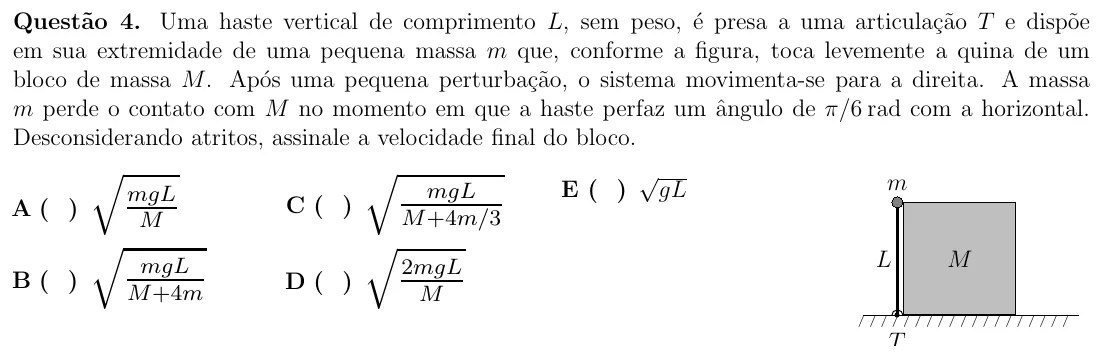 Questão 4. Uma haste vertical de comprimento L, sem peso, é presa a uma articulação T e dispõe
em sua extremidade de uma pequena massa m que, conforme a figura, toca levemente a quina de um
bloco de massa M. Após uma pequena perturbação, o sistema movimenta-se para a direita. A massa
m perde o contato com M no momento em que a haste perfaz um ângulo de π/6 rad com a horizontal.
Desconsiderando atritos, assinale a velocidade final do bloco.
A ( ) √(mgL/M)
C ( ) √(mgL/(M+4m/3))
E ( ) √gL
B ( ) √(mgL/(M+4m))
D ( ) √(2mgL/M)
m
L
M
T